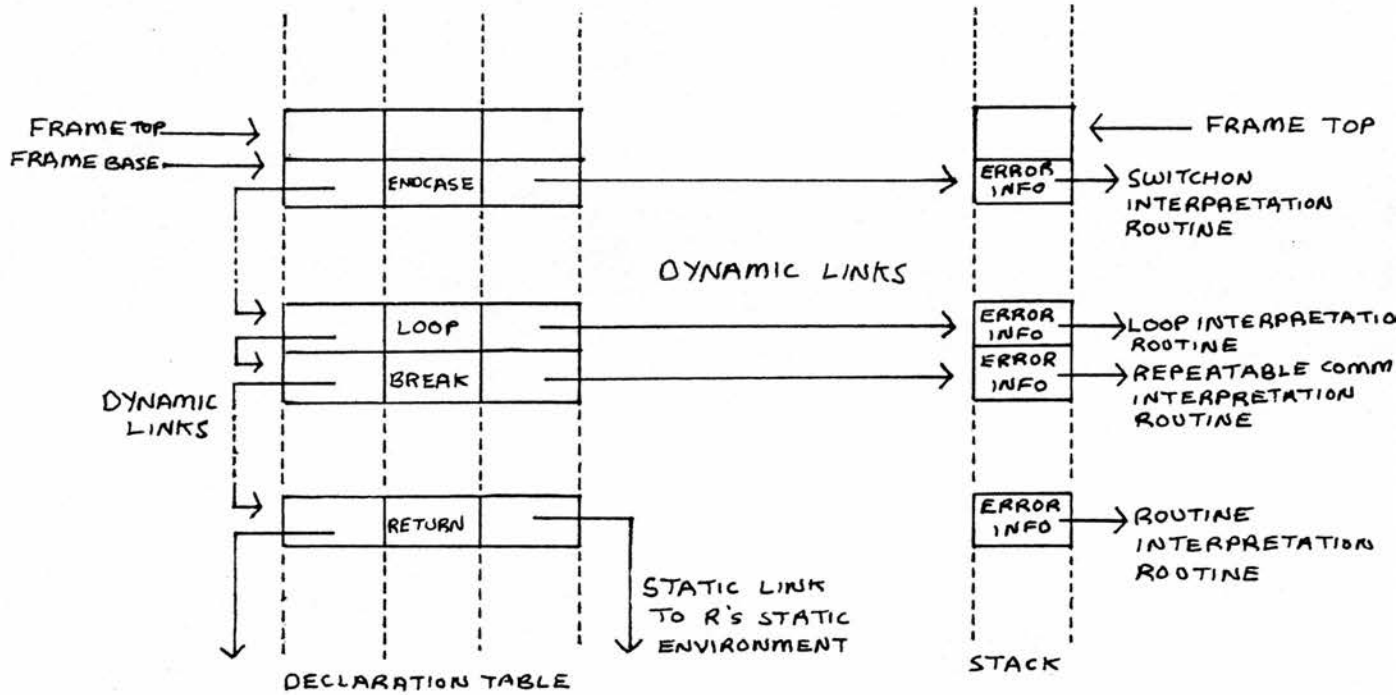 FRAME TOP
FRAME BASE
ENDCASE
ERROR
INFO
FRAME TOP
SWITCHON
INTERPRETATION
ROUTINE
DYNAMIC LINKS
LOOP
ERROR
INFO
LOOP INTERPRETATIO
ROUTINE
BREAK
ERROR
INFO
REPEATABLE COMM
INTERPRETATION
ROUTINE
DYNAMIC
LINKS
RETURN
ERROR
INFO
ROUTINE
INTERPRETATION
ROUTINE
STATIC LINK
TO R'S STATIC
ENVIRONMENT
DECLARATION TABLE
STACK